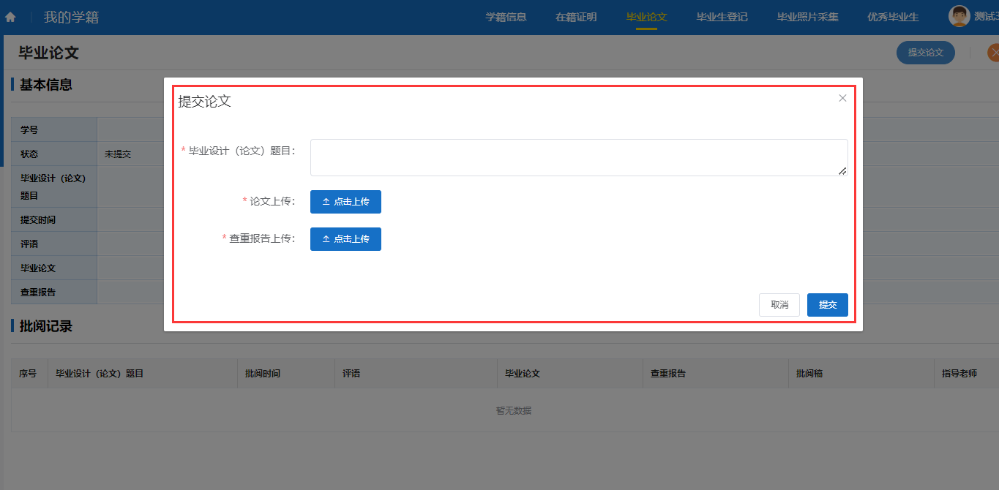 我的学籍
学籍信息 在籍证明 毕业论文 毕业生登记 毕业照片采集 优秀毕业生 测试3
毕业论文
提交论文
基本信息
学号
状态 未提交
毕业设计（论文）
题目
提交时间
评语
毕业论文
查重报告
提交论文
* 毕业设计（论文）题目：
* 论文上传： 点击上传
* 查重报告上传： 点击上传
取消 提交
批阅记录
序号 毕业设计（论文）题目 批阅时间 评语 毕业论文 查重报告 批阅稿 指导老师
暂无数据